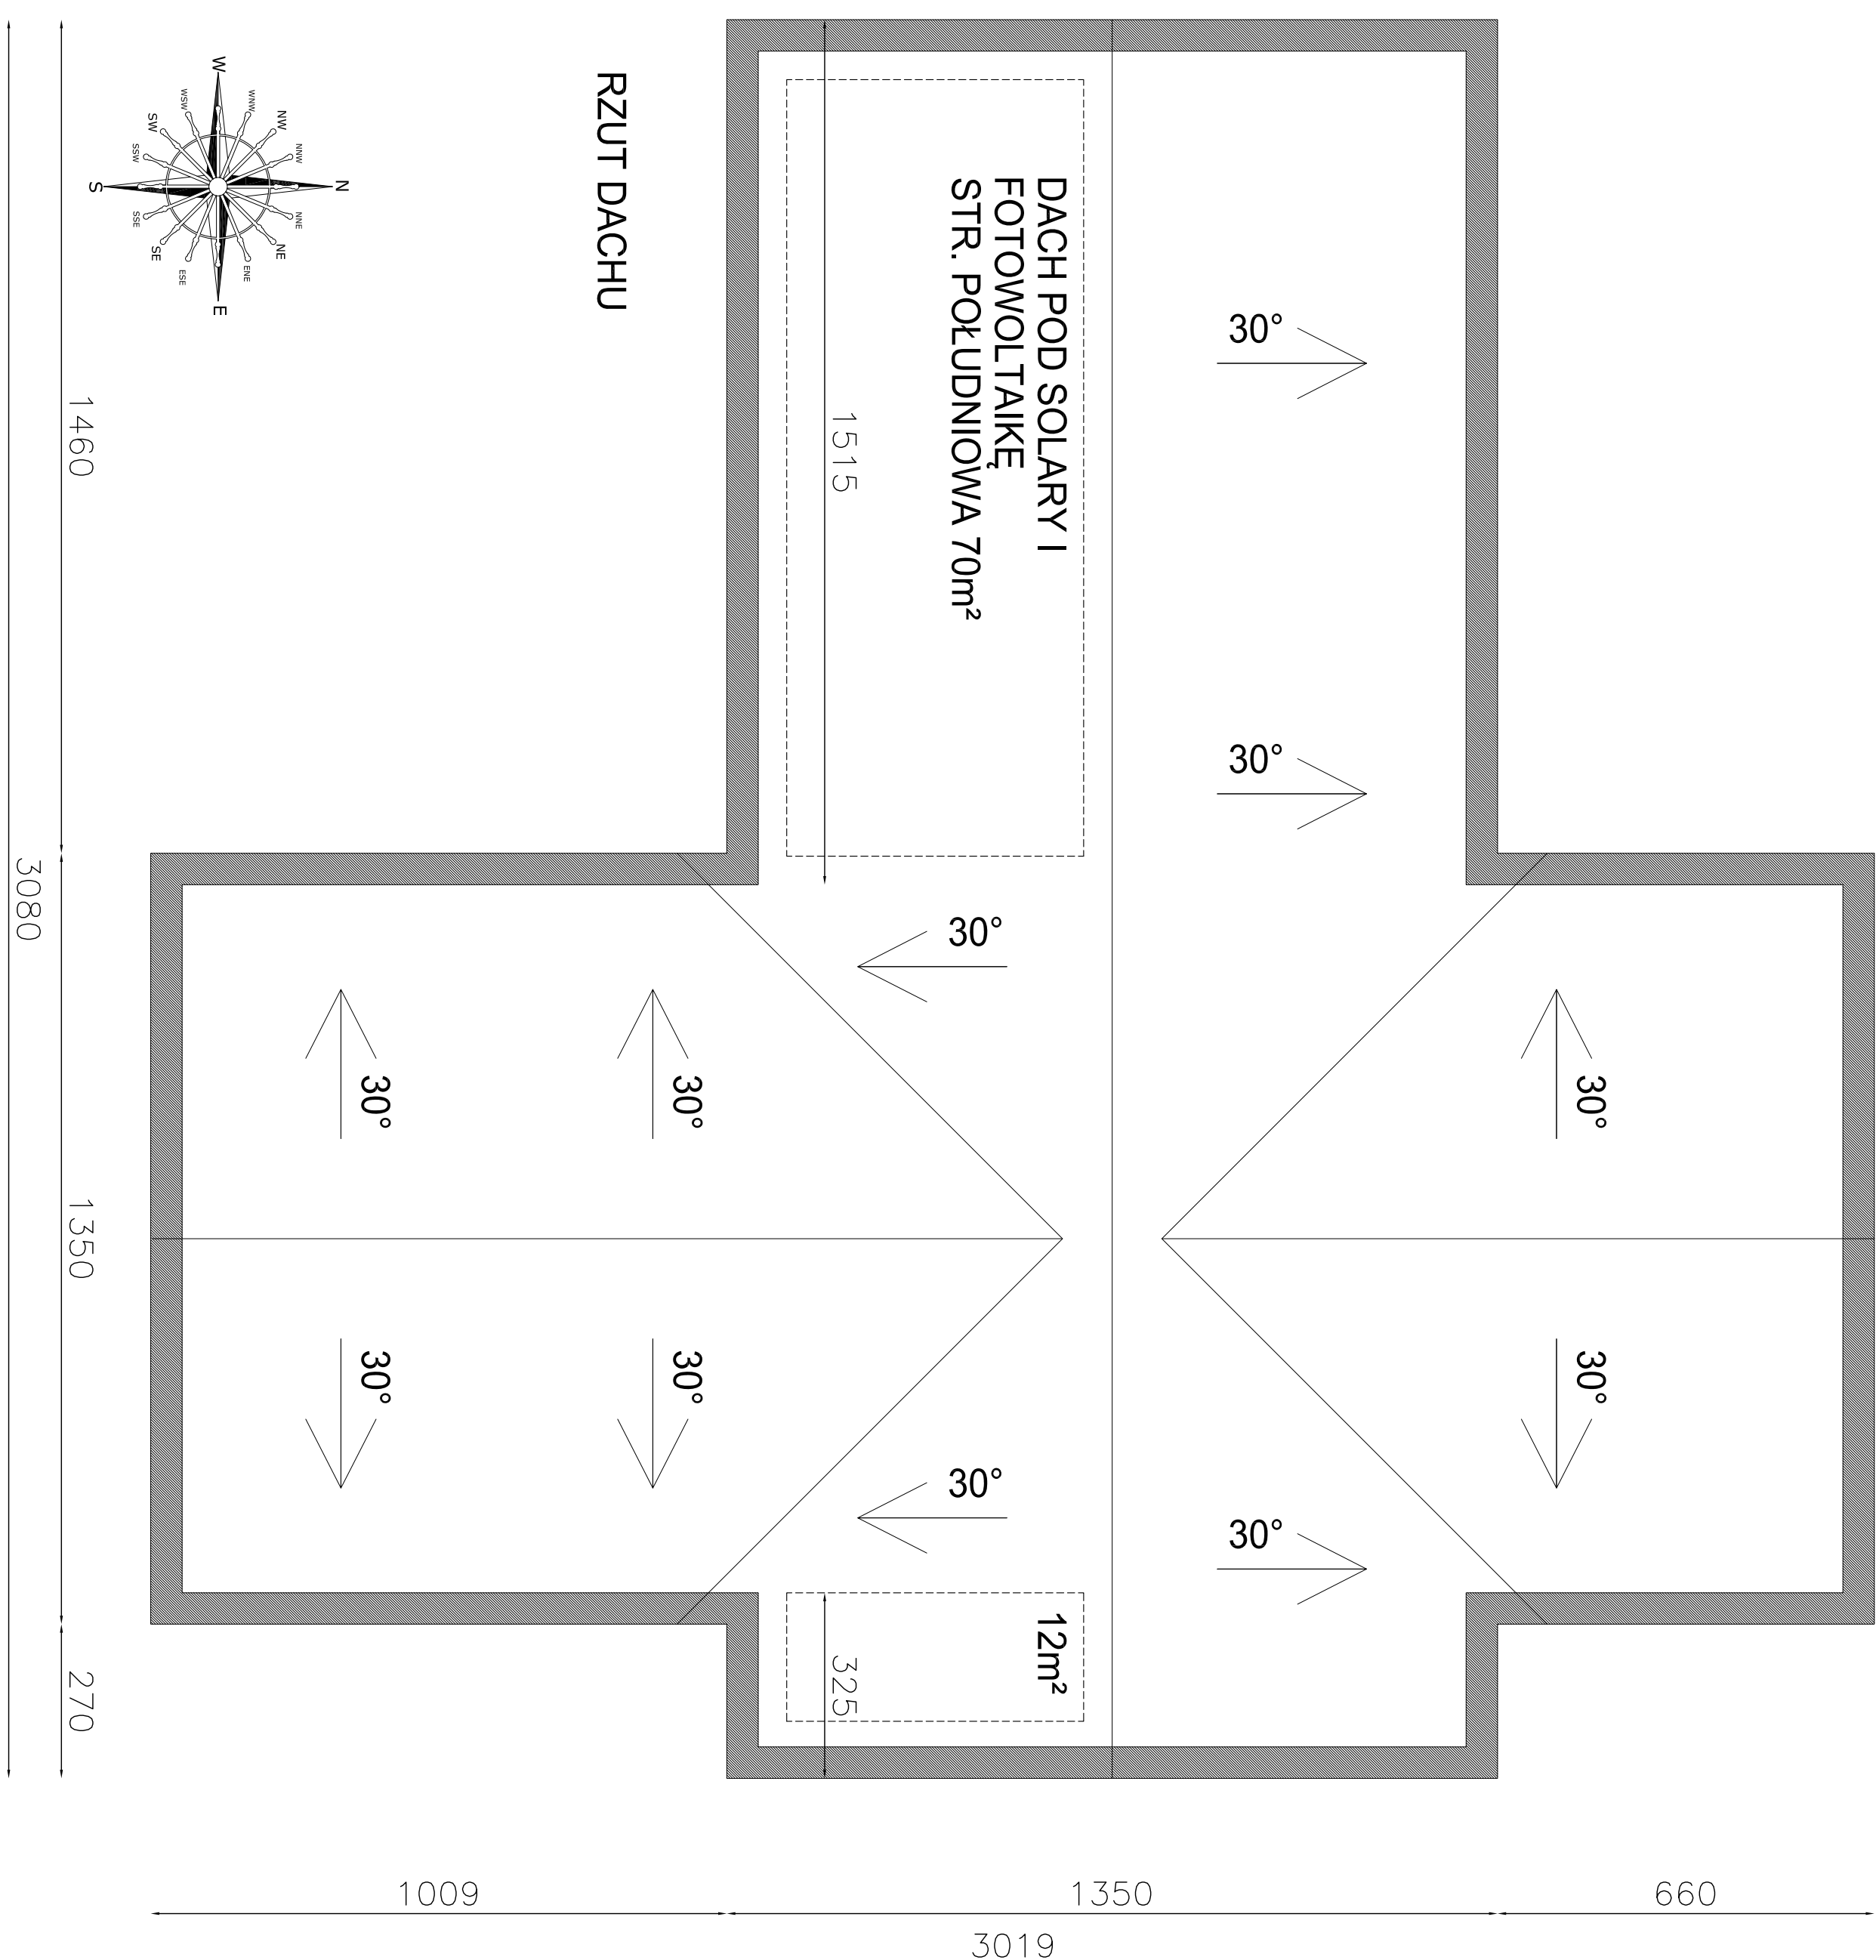 RZUT DACHU
DACH POD SOLARY I
FOTOWOLTAIKĘ
STR. POŁUDNIOWA 70m²
12m²
1515
325
30°
30°
30°
30°
30°
30°
30°
30°
30°
30°
30°
1460
1350
270
3080
1009
1350
660
3019
N
NNE
NE
ENE
E
ESE
SE
SSE
S
SSW
SW
WSW
W
WNW
NW
NNW